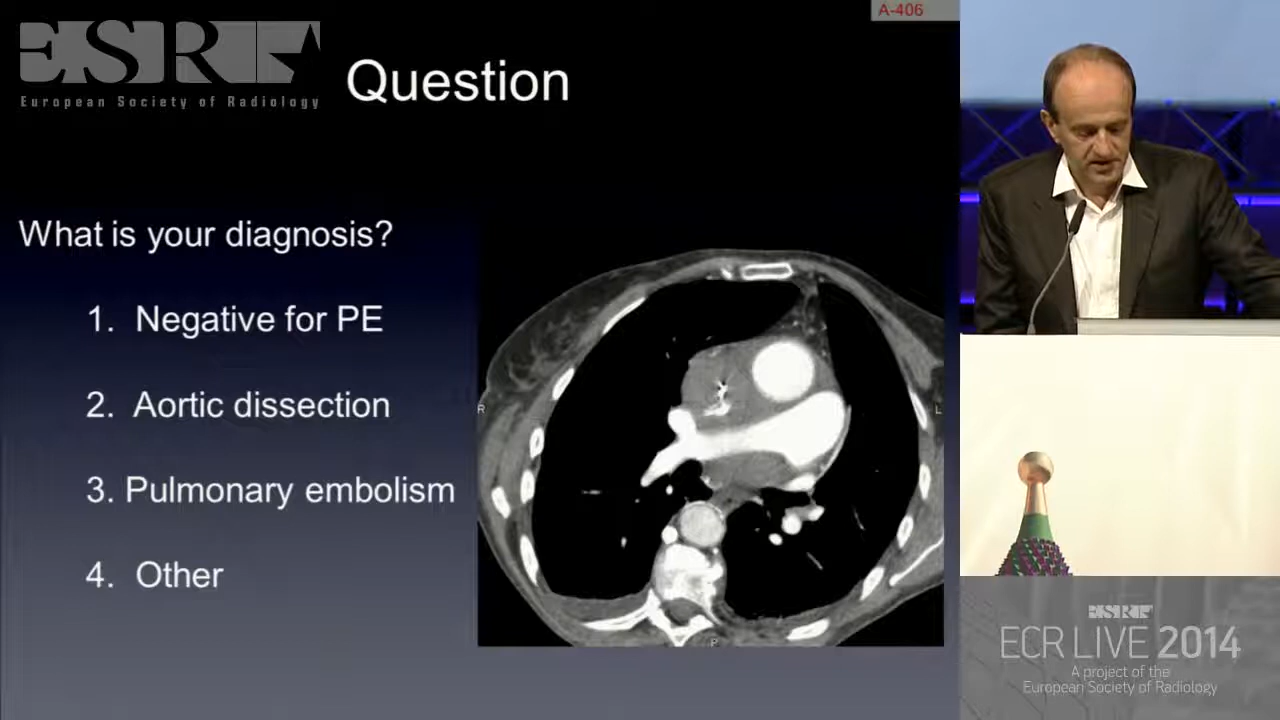 A-406
ESR
European Society of Radiology
Question
What is your diagnosis?
1. Negative for PE
2. Aortic dissection
3. Pulmonary embolism
4. Other
R
L
P
ESR
ECR LIVE 2014
A project of the
European Society of Radiology